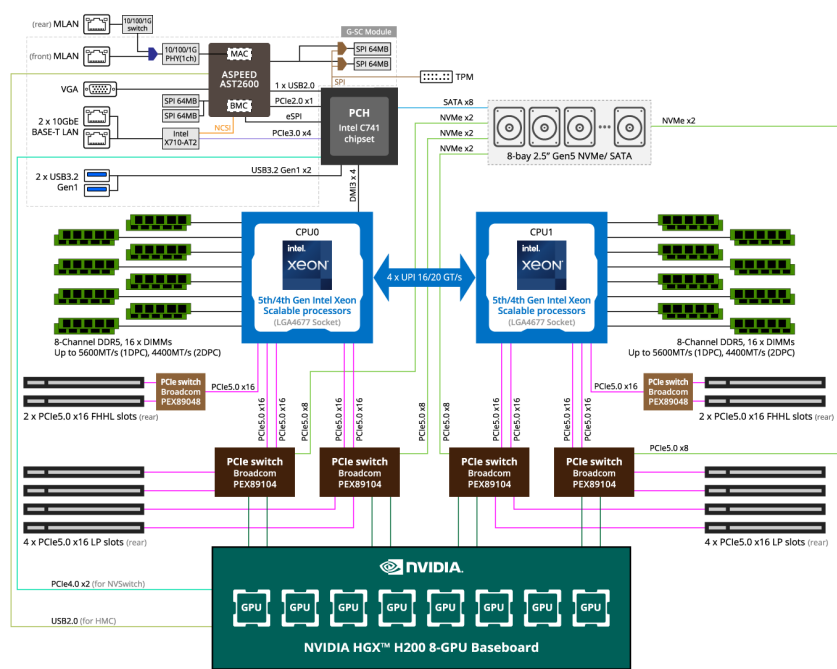 (rear) MLAN
10/100/1G
switch
G-SC Module
(front) MLAN
10/100/1G
PHY(1ch)
MAC
ASPEED
AST2600
BMC
SPI 64MB
SPI 64MB
SPI
TPM
VGA
1 x USB2.0
PCIe2.0 x1
eSPI
SPI 64MB
SPI 64MB
2 x 10GbE
BASE-T LAN
NCSI
Intel
X710-AT2
PCIe3.0 x4
PCH
Intel C741
chipset
SATA x8
NVMe x2
NVMe x2
NVMe x2
NVMe x2
8-bay 2.5" Gen5 NVMe/ SATA
2 x USB3.2
Gen1
USB3.2 Gen1 x2
DMI3 x 4
CPU0
intel.
xeon
5th/4th Gen Intel Xeon
Scalable processors
(LGA4677 Socket)
4 x UPI 16/20 GT/s
CPU1
intel.
xeon
5th/4th Gen Intel Xeon
Scalable processors
(LGA4677 Socket)
8-Channel DDR5, 16 x DIMMs
Up to 5600MT/s (1DPC), 4400MT/s (2DPC)
8-Channel DDR5, 16 x DIMMs
Up to 5600MT/s (1DPC), 4400MT/s (2DPC)
PCIe switch
Broadcom
PEX89048
PCIe5.0 x16
2 x PCIe5.0 x16 FHHL slots (rear)
PCIe5.0 x16
PCIe switch
Broadcom
PEX89048
2 x PCIe5.0 x16 FHHL slots (rear)
PCIe5.0 x16
PCIe5.0 x16
PCIe5.0 x8
PCIe5.0 x16
PCIe5.0 x16
PCIe5.0 x8
PCIe5.0 x8
PCIe5.0 x16
PCIe5.0 x16
PCIe5.0 x16
PCIe5.0 x16
PCIe5.0 x8
PCIe switch
Broadcom
PEX89104
PCIe switch
Broadcom
PEX89104
PCIe switch
Broadcom
PEX89104
PCIe switch
Broadcom
PEX89104
4 x PCIe5.0 x16 LP slots (rear)
4 x PCIe5.0 x16 LP slots (rear)
PCIe4.0 x2 (for NVSwitch)
USB2.0 (for HMC)
NVIDIA.
GPU
GPU
GPU
GPU
GPU
GPU
GPU
GPU
NVIDIA HGX™ H200 8-GPU Baseboard